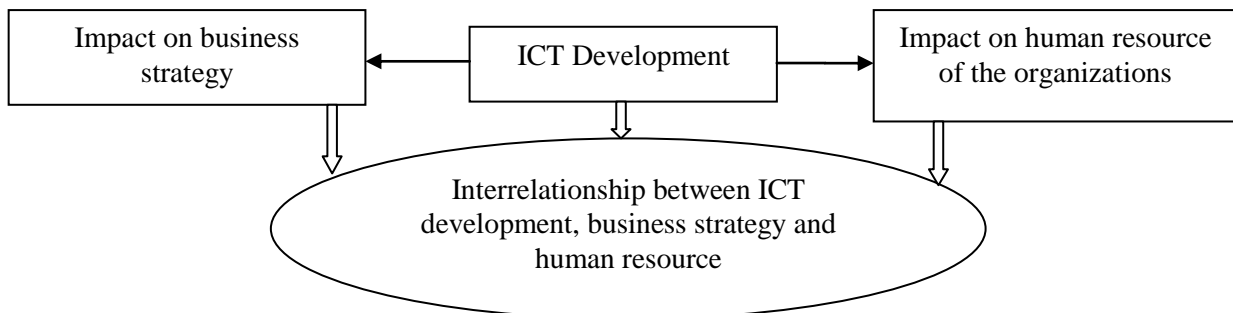 Impact on business
strategy
ICT Development
Impact on human resource
of the organizations
Interrelationship between ICT
development, business strategy and
human resource